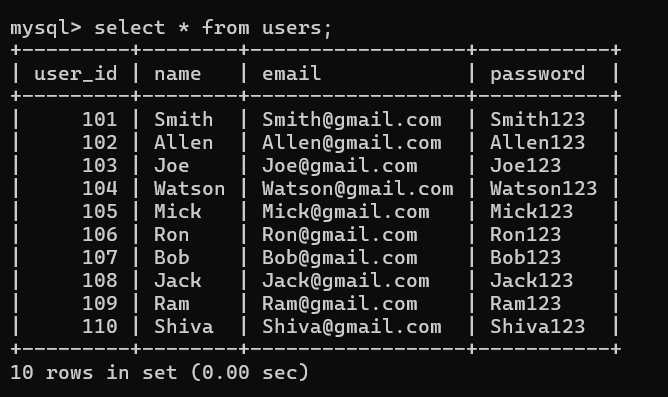 mysql> select * from users;
+---------+--------+------------------+-----------+
| user_id | name   | email            | password  |
+---------+--------+------------------+-----------+
|     101 | Smith  | Smith@gmail.com  | Smith123  |
|     102 | Allen  | Allen@gmail.com  | Allen123  |
|     103 | Joe    | Joe@gmail.com    | Joe123    |
|     104 | Watson | Watson@gmail.com | Watson123 |
|     105 | Mick   | Mick@gmail.com   | Mick123   |
|     106 | Ron    | Ron@gmail.com    | Ron123    |
|     107 | Bob    | Bob@gmail.com    | Bob123    |
|     108 | Jack   | Jack@gmail.com   | Jack123   |
|     109 | Ram    | Ram@gmail.com    | Ram123    |
|     110 | Shiva  | Shiva@gmail.com  | Shiva123  |
+---------+--------+------------------+-----------+
10 rows in set (0.00 sec)